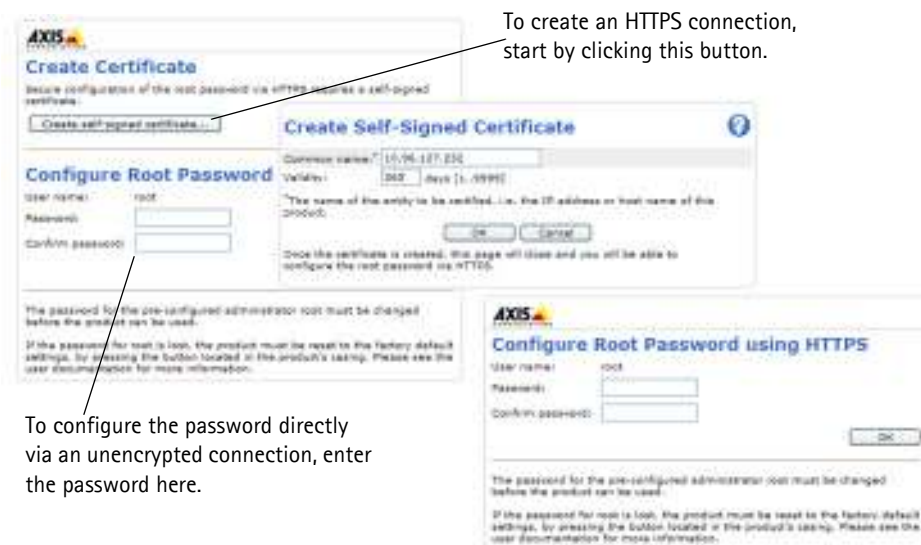 To create an HTTPS connection,
start by clicking this button.
AXIS
Create Certificate
Secure configuration of the root password via HTTPS requires a self-signed
certificate.
Create self-signed certificate...
Configure Root Password
User name: root
Password:
Confirm password:
The password for the pre-configured administrator root must be changed
before the product can be used.
If the password for root is lost, the product must be reset to the factory default
settings, by pressing the button located in the product's casing. Please see the
user documentation for more information.
Create Self-Signed Certificate
Common name:*
Validity: 365 days [1..9999]
*The name of the entity to be certified, i.e. the IP address or host name of this
product.
OK Cancel
Once the certificate is created, this page will close and you will be able to
configure the root password via HTTPS.
AXIS
Configure Root Password using HTTPS
User name: root
Password:
Confirm password:
OK
The password for the pre-configured administrator root must be changed
before the product can be used.
If the password for root is lost, the product must be reset to the factory default
settings, by pressing the button located in the product's casing. Please see the
user documentation for more information.
To configure the password directly
via an unencrypted connection, enter
the password here.